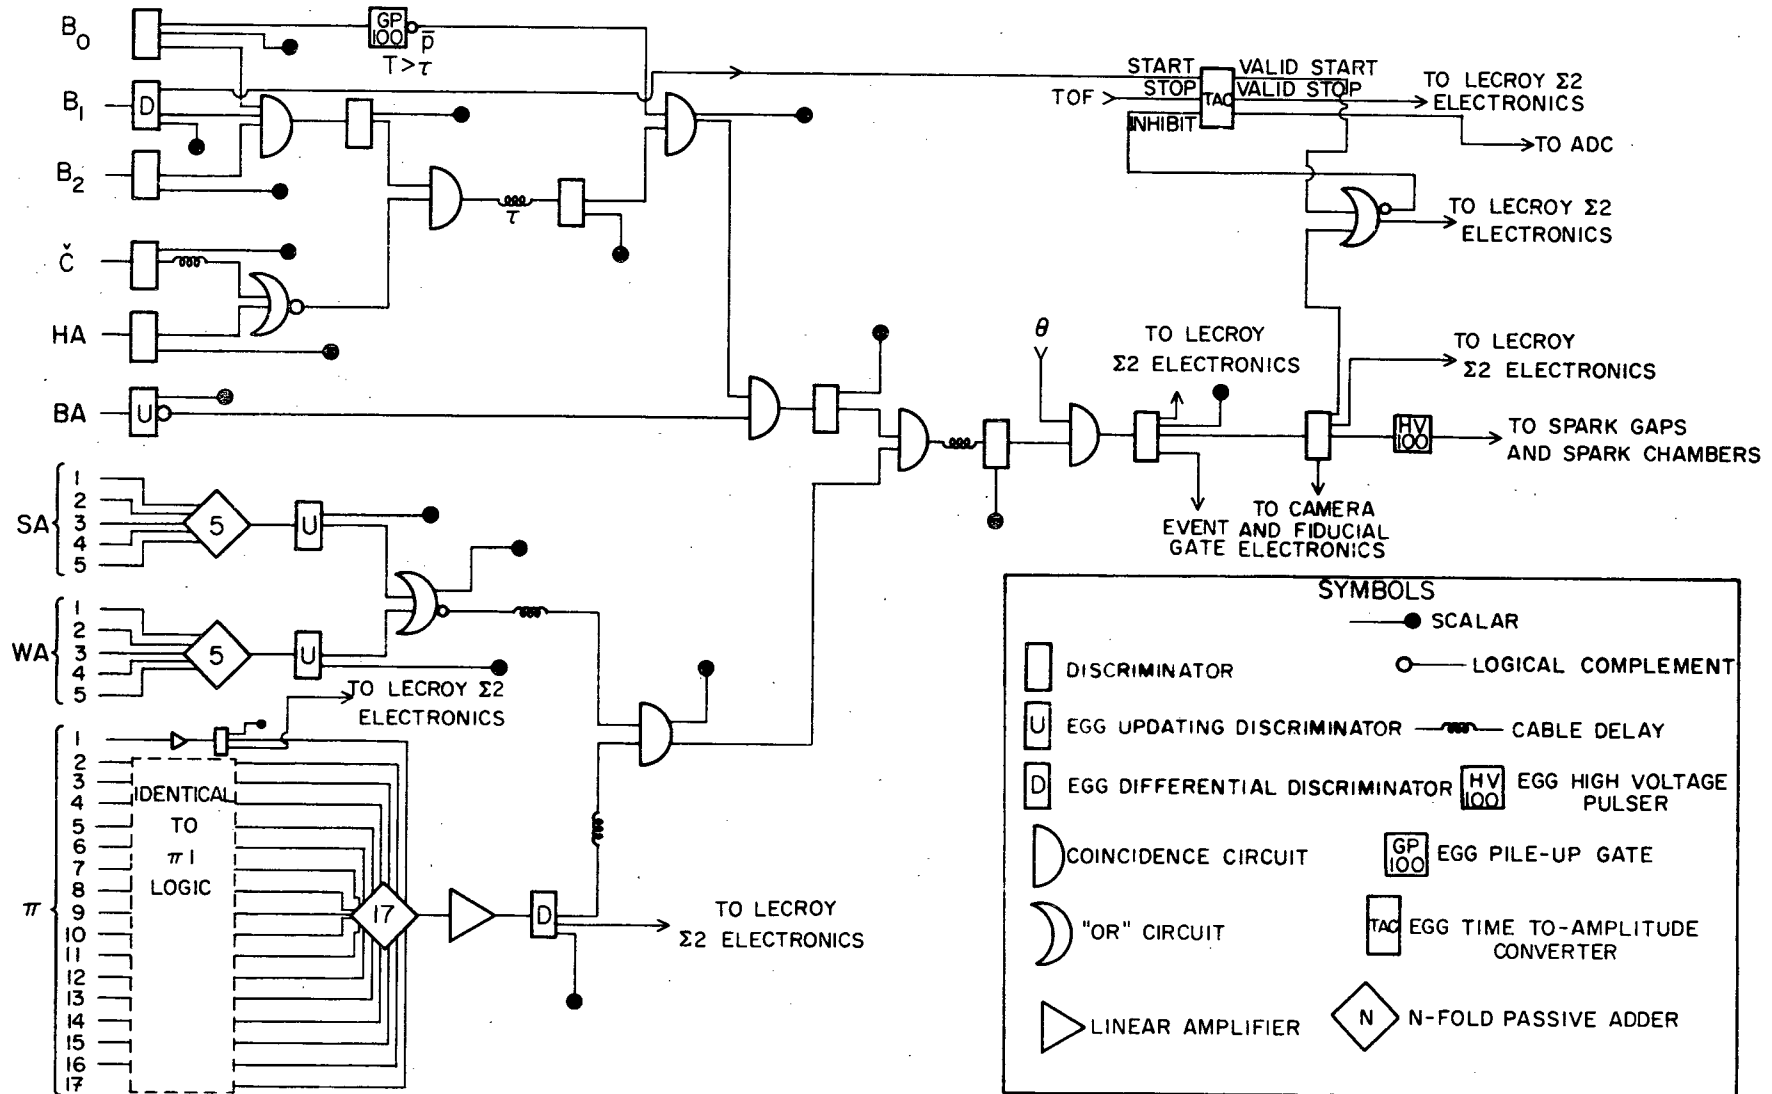 B0
GP
100
p̄
T>τ
B1
D
B2
τ
Č
HA
BA
U
START
STOP
INHIBIT
TOF
TAC
VALID START
VALID STOP
TO LECROY Σ2
ELECTRONICS
TO ADC
TO LECROY Σ2
ELECTRONICS
θ
TO LECROY
Σ2 ELECTRONICS
TO LECROY
Σ2 ELECTRONICS
HV
100
TO SPARK GAPS
AND SPARK CHAMBERS
TO CAMERA
EVENT AND FIDUCIAL
GATE ELECTRONICS
SA
1
2
3
4
5
5
U
WA
1
2
3
4
5
5
U
TO LECROY Σ2
ELECTRONICS
π
1
2
3
4
5
6
7
8
9
10
11
12
13
14
15
16
17
IDENTICAL
TO
π 1
LOGIC
17
D
TO LECROY
Σ2 ELECTRONICS
SYMBOLS
SCALAR
DISCRIMINATOR
LOGICAL COMPLEMENT
U EGG UPDATING DISCRIMINATOR
CABLE DELAY
D EGG DIFFERENTIAL DISCRIMINATOR
HV
100
EGG HIGH VOLTAGE
PULSER
COINCIDENCE CIRCUIT
GP
100
EGG PILE-UP GATE
"OR" CIRCUIT
TAC
EGG TIME TO-AMPLITUDE
CONVERTER
LINEAR AMPLIFIER
N
N-FOLD PASSIVE ADDER